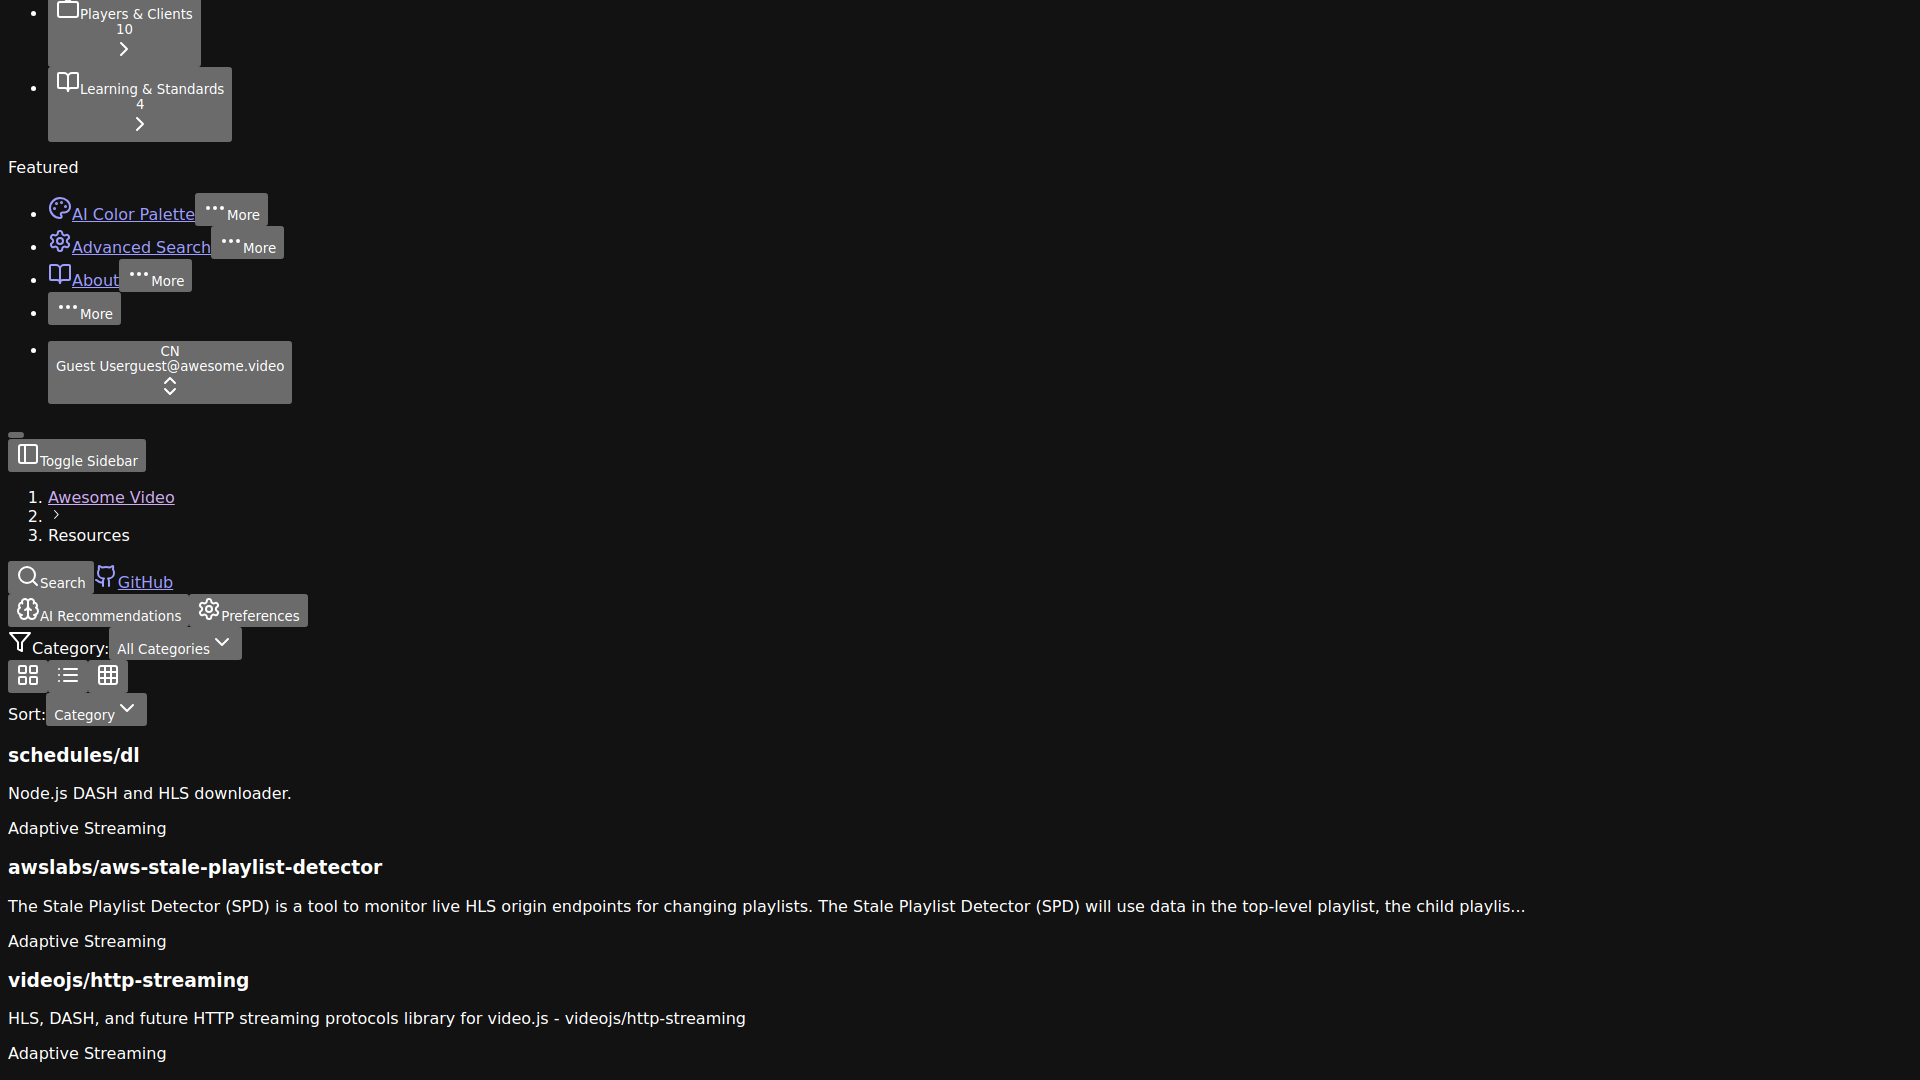 Players & Clients
10
Learning & Standards
4
Featured
AI Color Palette More
Advanced Search More
About More
More
CN
Guest Userguest@awesome.video
Toggle Sidebar
1. Awesome Video
2.
3. Resources
Search GitHub
AI Recommendations Preferences
Category: All Categories
Sort: Category
schedules/dl
Node.js DASH and HLS downloader.
Adaptive Streaming
awslabs/aws-stale-playlist-detector
The Stale Playlist Detector (SPD) is a tool to monitor live HLS origin endpoints for changing playlists. The Stale Playlist Detector (SPD) will use data in the top-level playlist, the child playlis...
Adaptive Streaming
videojs/http-streaming
HLS, DASH, and future HTTP streaming protocols library for video.js - videojs/http-streaming
Adaptive Streaming